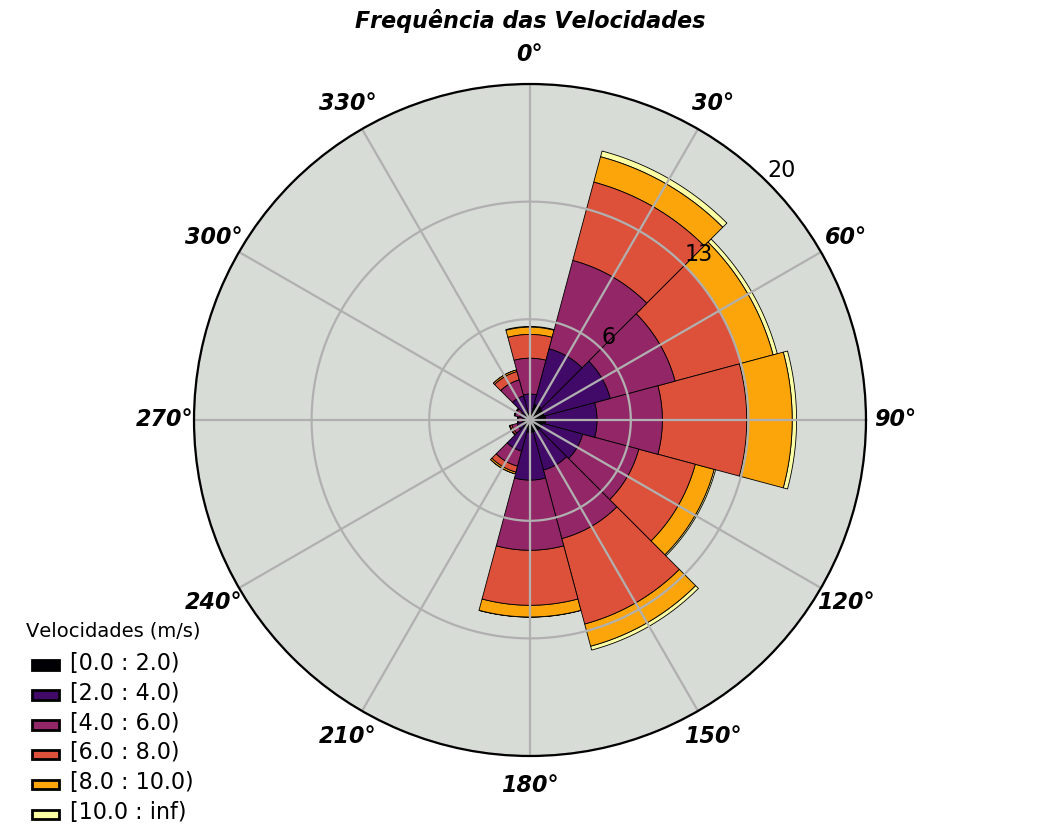 Frequência das Velocidades
0°
330°
30°
20
300°
60°
13
6
270°
90°
240°
120°
210°
150°
180°
Velocidades (m/s)
[0.0 : 2.0)
[2.0 : 4.0)
[4.0 : 6.0)
[6.0 : 8.0)
[8.0 : 10.0)
[10.0 : inf)